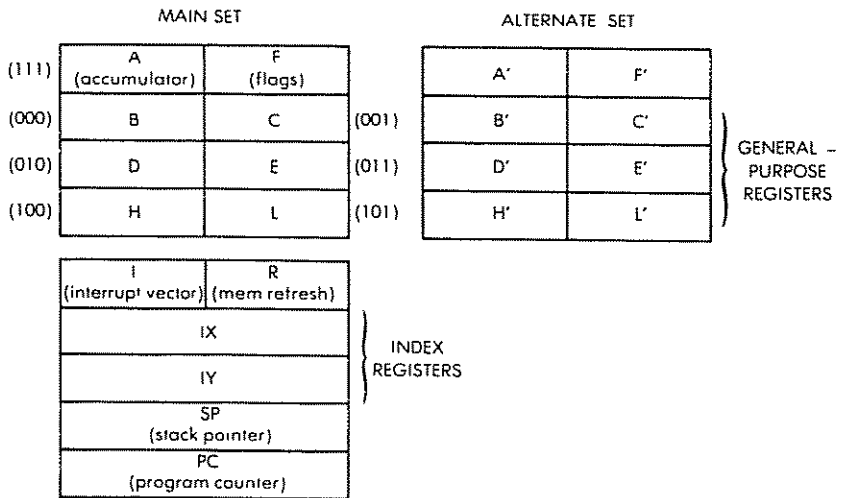 MAIN SET
ALTERNATE SET
(111)
A
(accumulator)
F
(flags)
A′
F′
(000)
B
C
(001)
B′
C′
(010)
D
E
(011)
D′
E′
(100)
H
L
(101)
H′
L′
GENERAL –
PURPOSE
REGISTERS
I
(interrupt vector)
R
(mem refresh)
IX
IY
INDEX
REGISTERS
SP
(stack pointer)
PC
(program counter)